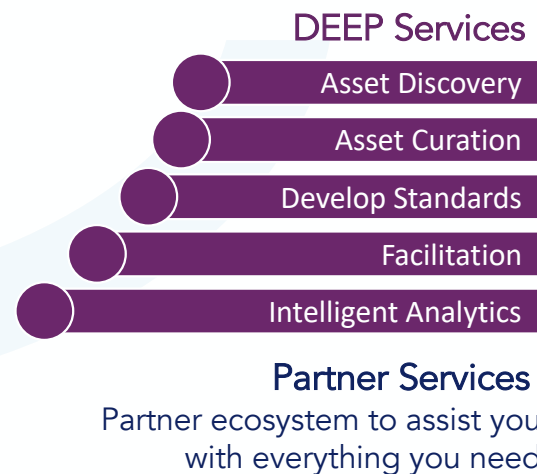 DEEP Services
Asset Discovery
Asset Curation
Develop Standards
Facilitation
Intelligent Analytics
Partner Services
Partner ecosystem to assist you
with everything you need